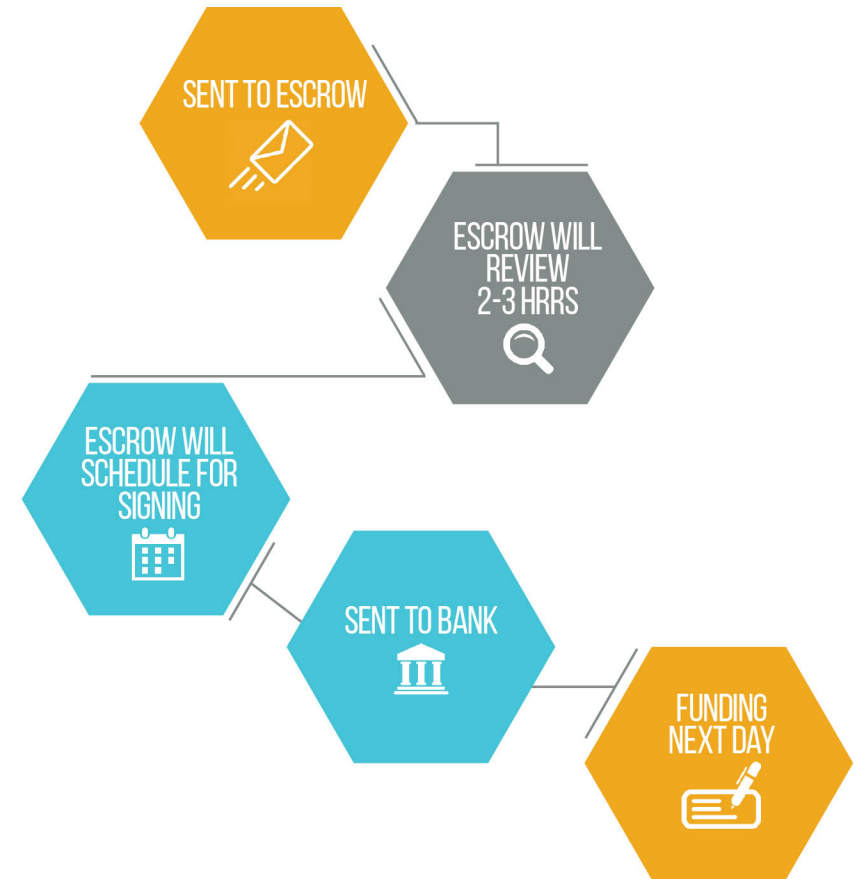 SENT TO ESCROW
ESCROW WILL
REVIEW
2-3 HRRS
ESCROW WILL
SCHEDULE FOR
SIGNING
SENT TO BANK
FUNDING
NEXT DAY